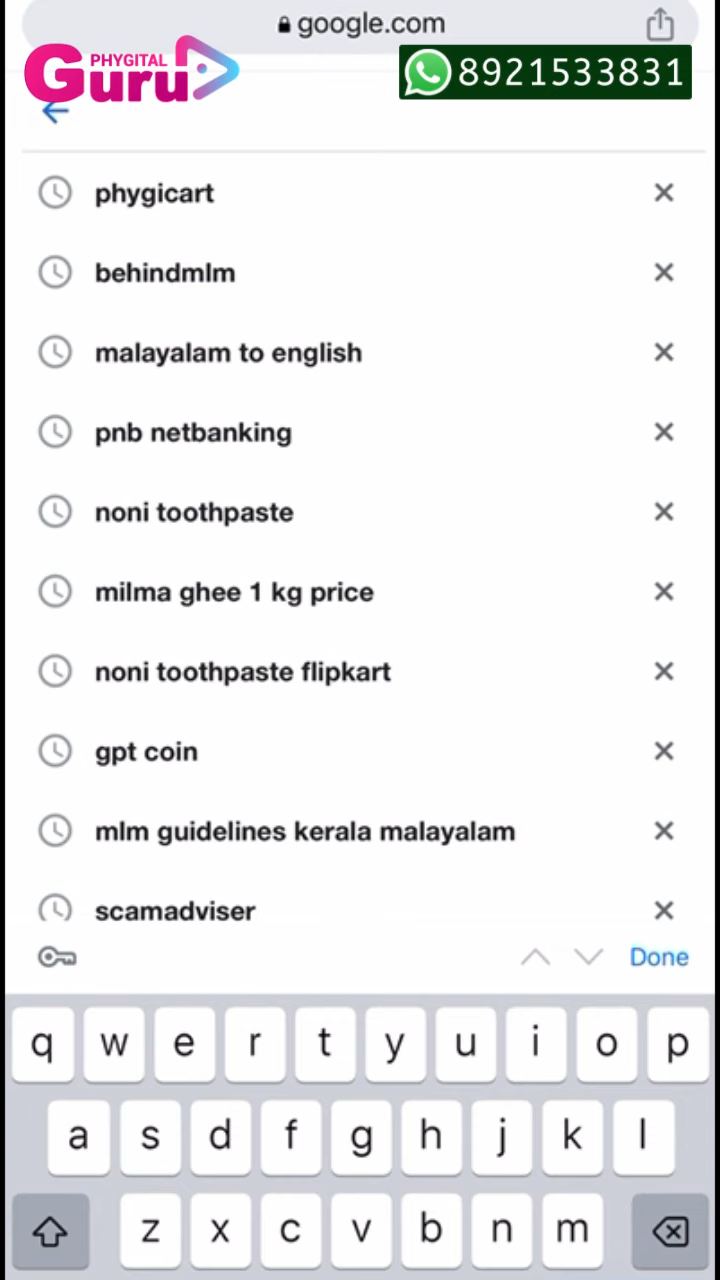 google.com
PHYGITAL
Guru
8921533831
phygicart
behindmlm
malayalam to english
pnb netbanking
noni toothpaste
milma ghee 1 kg price
noni toothpaste flipkart
gpt coin
mlm guidelines kerala malayalam
scamadviser
Done
q w e r t y u i o p
a s d f g h j k l
z x c v b n m